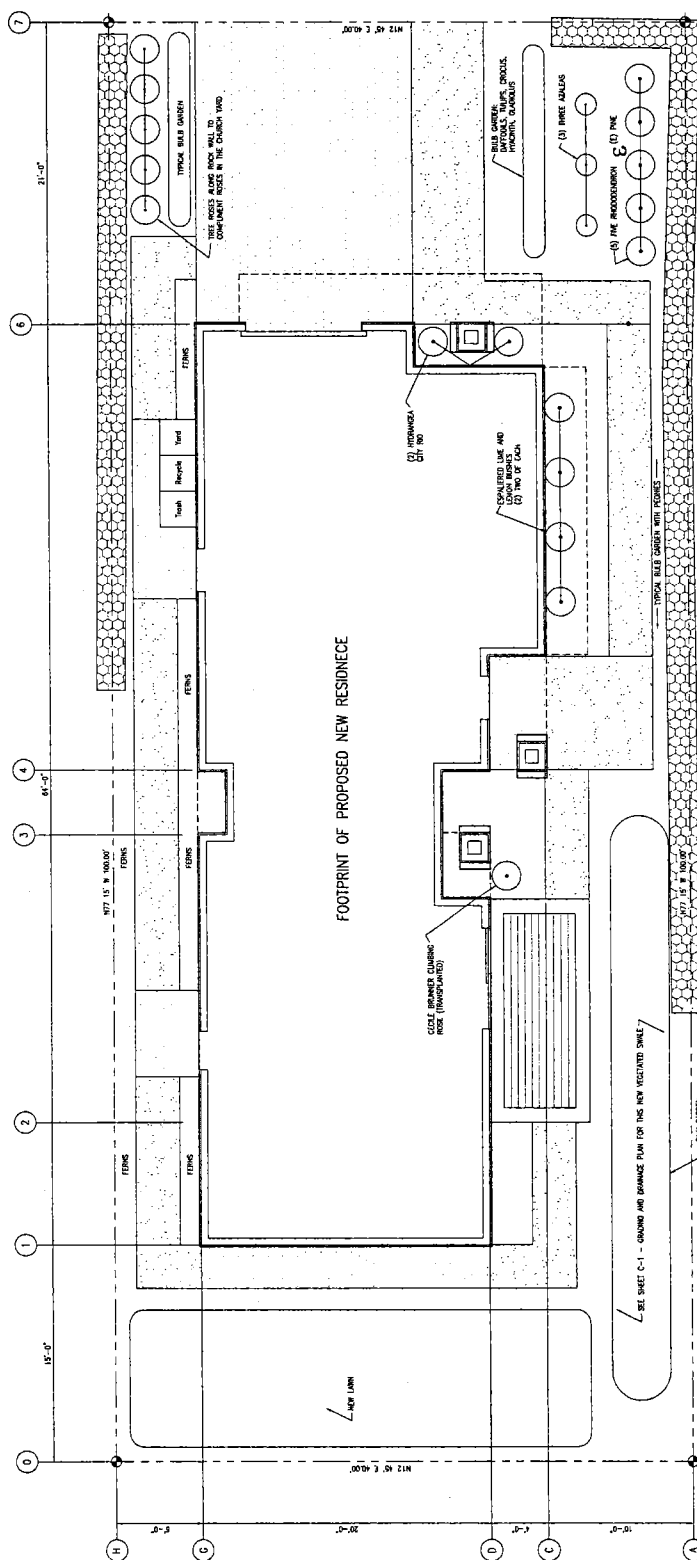 0
1
2
3
4
6
7
15'-0"
64'-0"
21'-0"
H
G
D
C
A
6'-0"
20'-0"
4'-0"
10'-0"
N77 15' W 100.00'
N12 45' E 40.00'
N12 45' E 40.00'
N77 15' W 100.00'
NEW LAWN
FERNS
FERNS
FERNS
FERNS
FERNS
FERNS
Trash
Recycle
Yard
TYPICAL BULB GARDEN
TREE ROSES ALONG ROCK WALL TO
COMPLIMENT ROSES IN THE CHURCH YARD
FOOTPRINT OF PROPOSED NEW RESIDNECE
(2) HYDRANGEA
CITY RIO
ESPALIERED LIME AND
LEMON BUSHES
(2) TWO OF EACH
CECILE BRUNNER CLIMBING
ROSE (TRANSPLANTED)
BULB GARDEN:
DAFFODILS, TULIPS, CROCUS,
HYACINTH, GLADIOLUS
(3) THREE AZALEAS
(5) FIVE RHODODENDRON & (1) PINE
TYPICAL BULB GARDEN WITH PEONIES
SEE SHEET C-1 - GRADING AND DRAINAGE PLAN FOR THIS NEW VEGETATED SWALE